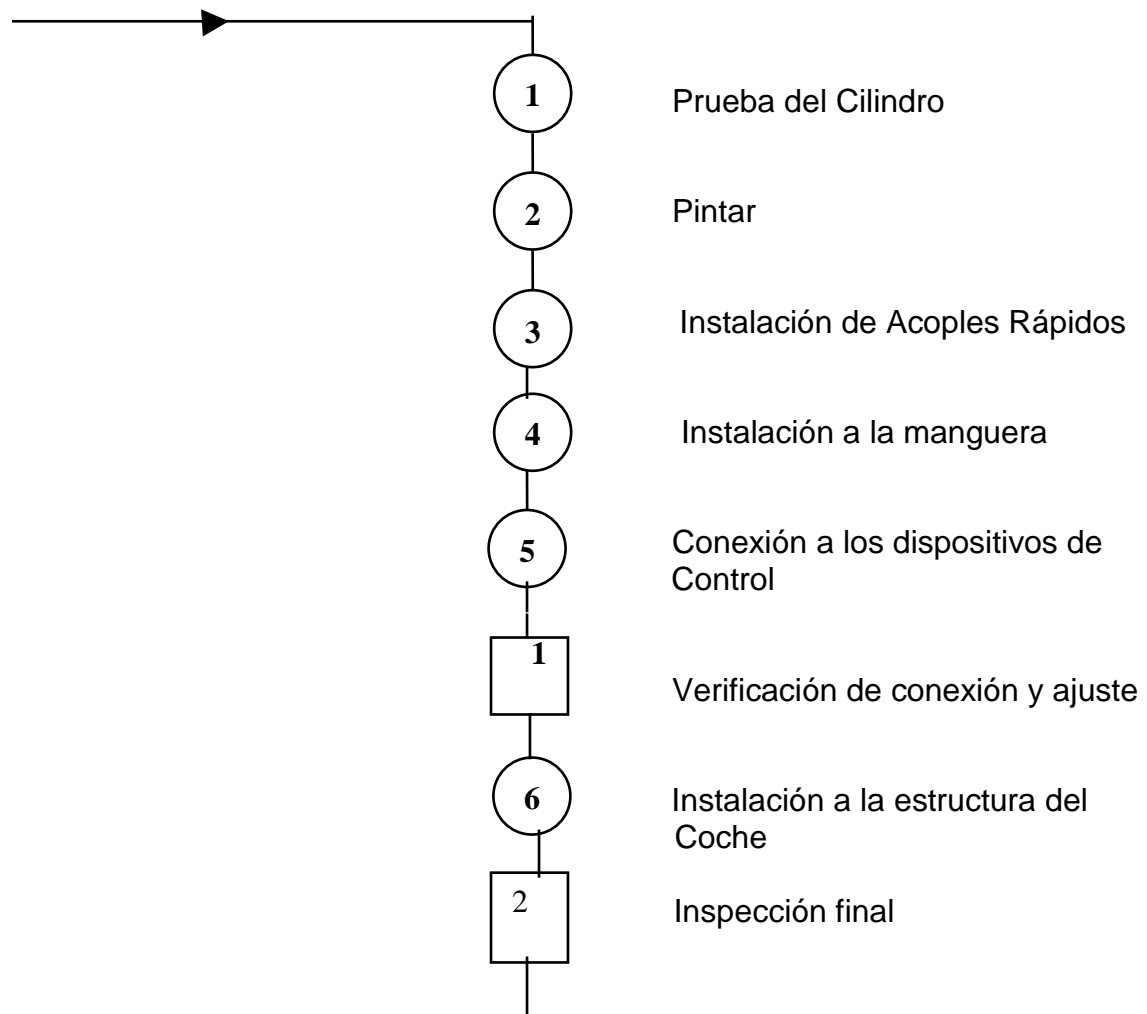 1 Prueba del Cilindro
2 Pintar
3 Instalación de Acoples Rápidos
4 Instalación a la manguera
5 Conexión a los dispositivos de
Control
1 Verificación de conexión y ajuste
6 Instalación a la estructura del
Coche
2 Inspección final